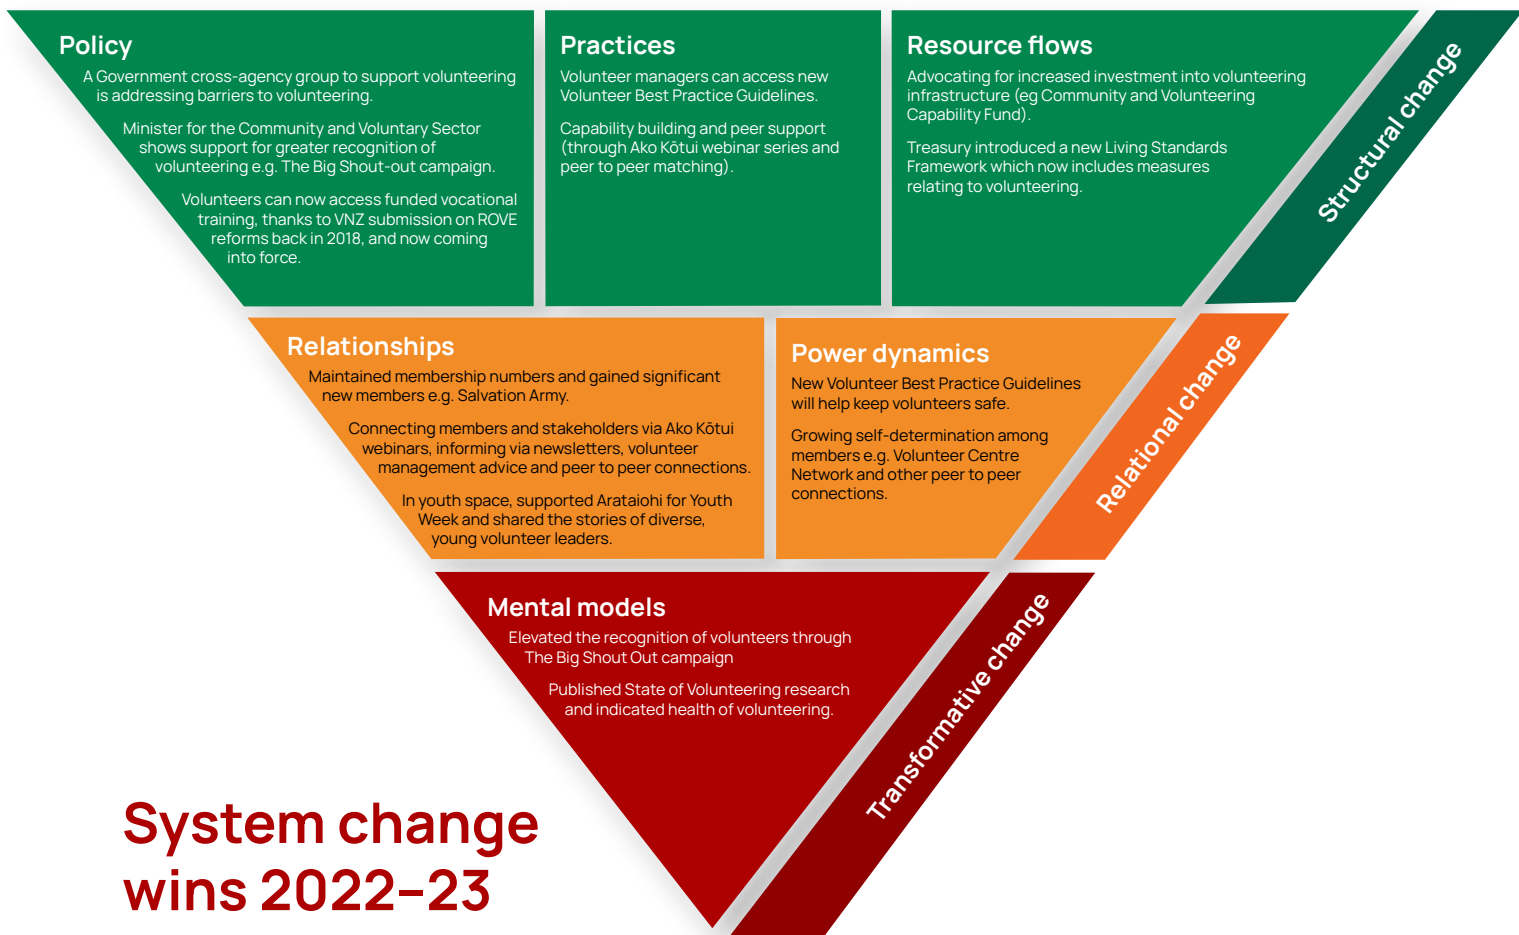 Policy
A Government cross-agency group to support volunteering
is addressing barriers to volunteering.
Minister for the Community and Voluntary Sector
shows support for greater recognition of
volunteering e.g. The Big Shout-out campaign.
Volunteers can now access funded vocational
training, thanks to VNZ submission on ROVE
reforms back in 2018, and now coming
into force.
Practices
Volunteer managers can access new
Volunteer Best Practice Guidelines.
Capability building and peer support
(through Ako Kōtui webinar series and
peer to peer matching).
Resource flows
Advocating for increased investment into volunteering
infrastructure (eg Community and Volunteering
Capability Fund).
Treasury introduced a new Living Standards
Framework which now includes measures
relating to volunteering.
Structural change
Relationships
Maintained membership numbers and gained significant
new members e.g. Salvation Army.
Connecting members and stakeholders via Ako Kōtui
webinars, informing via newsletters, volunteer
management advice and peer to peer connections.
In youth space, supported Arataiohi for Youth
Week and shared the stories of diverse,
young volunteer leaders.
Power dynamics
New Volunteer Best Practice Guidelines
will help keep volunteers safe.
Growing self-determination among
members e.g. Volunteer Centre
Network and other peer to peer
connections.
Relational change
Mental models
Elevated the recognition of volunteers through
The Big Shout Out campaign
Published State of Volunteering research
and indicated health of volunteering.
Transformative change
System change
wins 2022–23